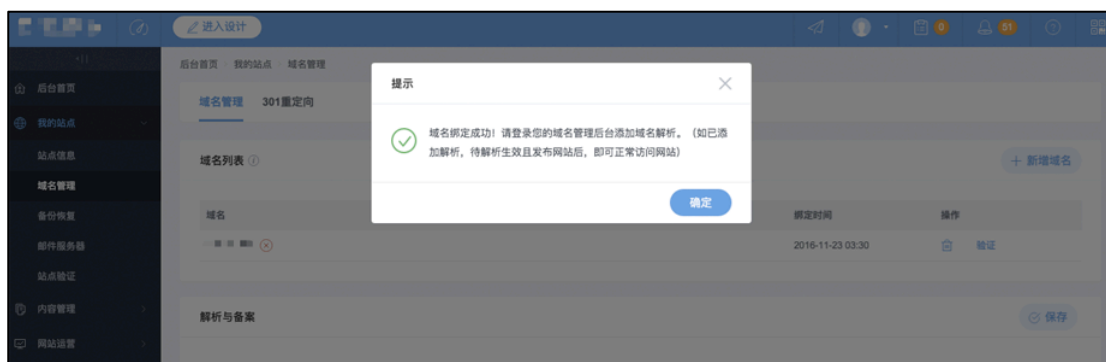 进入设计
0
51
后台首页 我的站点 域名管理
后台首页
我的站点
站点信息
域名管理
备份恢复
邮件服务器
站点验证
内容管理
网站运营
域名管理 301重定向
域名列表
新增域名
域名
绑定时间
操作
2016-11-23 03:30
验证
解析与备案
保存
提示
域名绑定成功！请登录您的域名管理后台添加域名解析。（如已添
加解析，待解析生效且发布网站后，即可正常访问网站）
确定